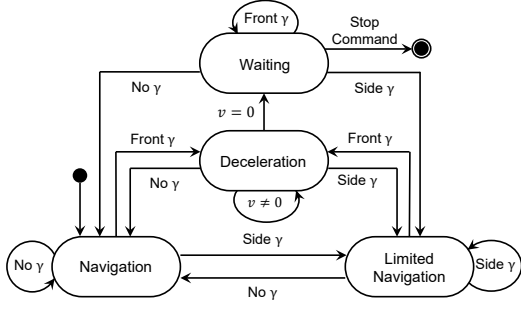 Front γ
Stop
Command
Waiting
No γ
Side γ
v = 0
Front γ
Front γ
Deceleration
No γ
Side γ
v ≠ 0
Side γ
No γ
Navigation
Limited
Navigation
Side γ
No γ